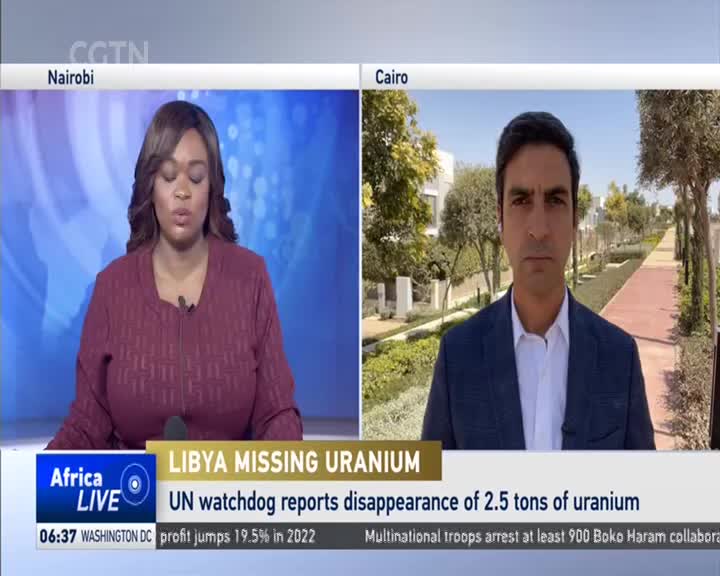 CGTN
Nairobi
Cairo
LIBYA MISSING URANIUM
Africa
LIVE
UN watchdog reports disappearance of 2.5 tons of uranium
06:37 WASHINGTON DC
profit jumps 19.5% in 2022 Multinational troops arrest at least 900 Boko Haram collabora